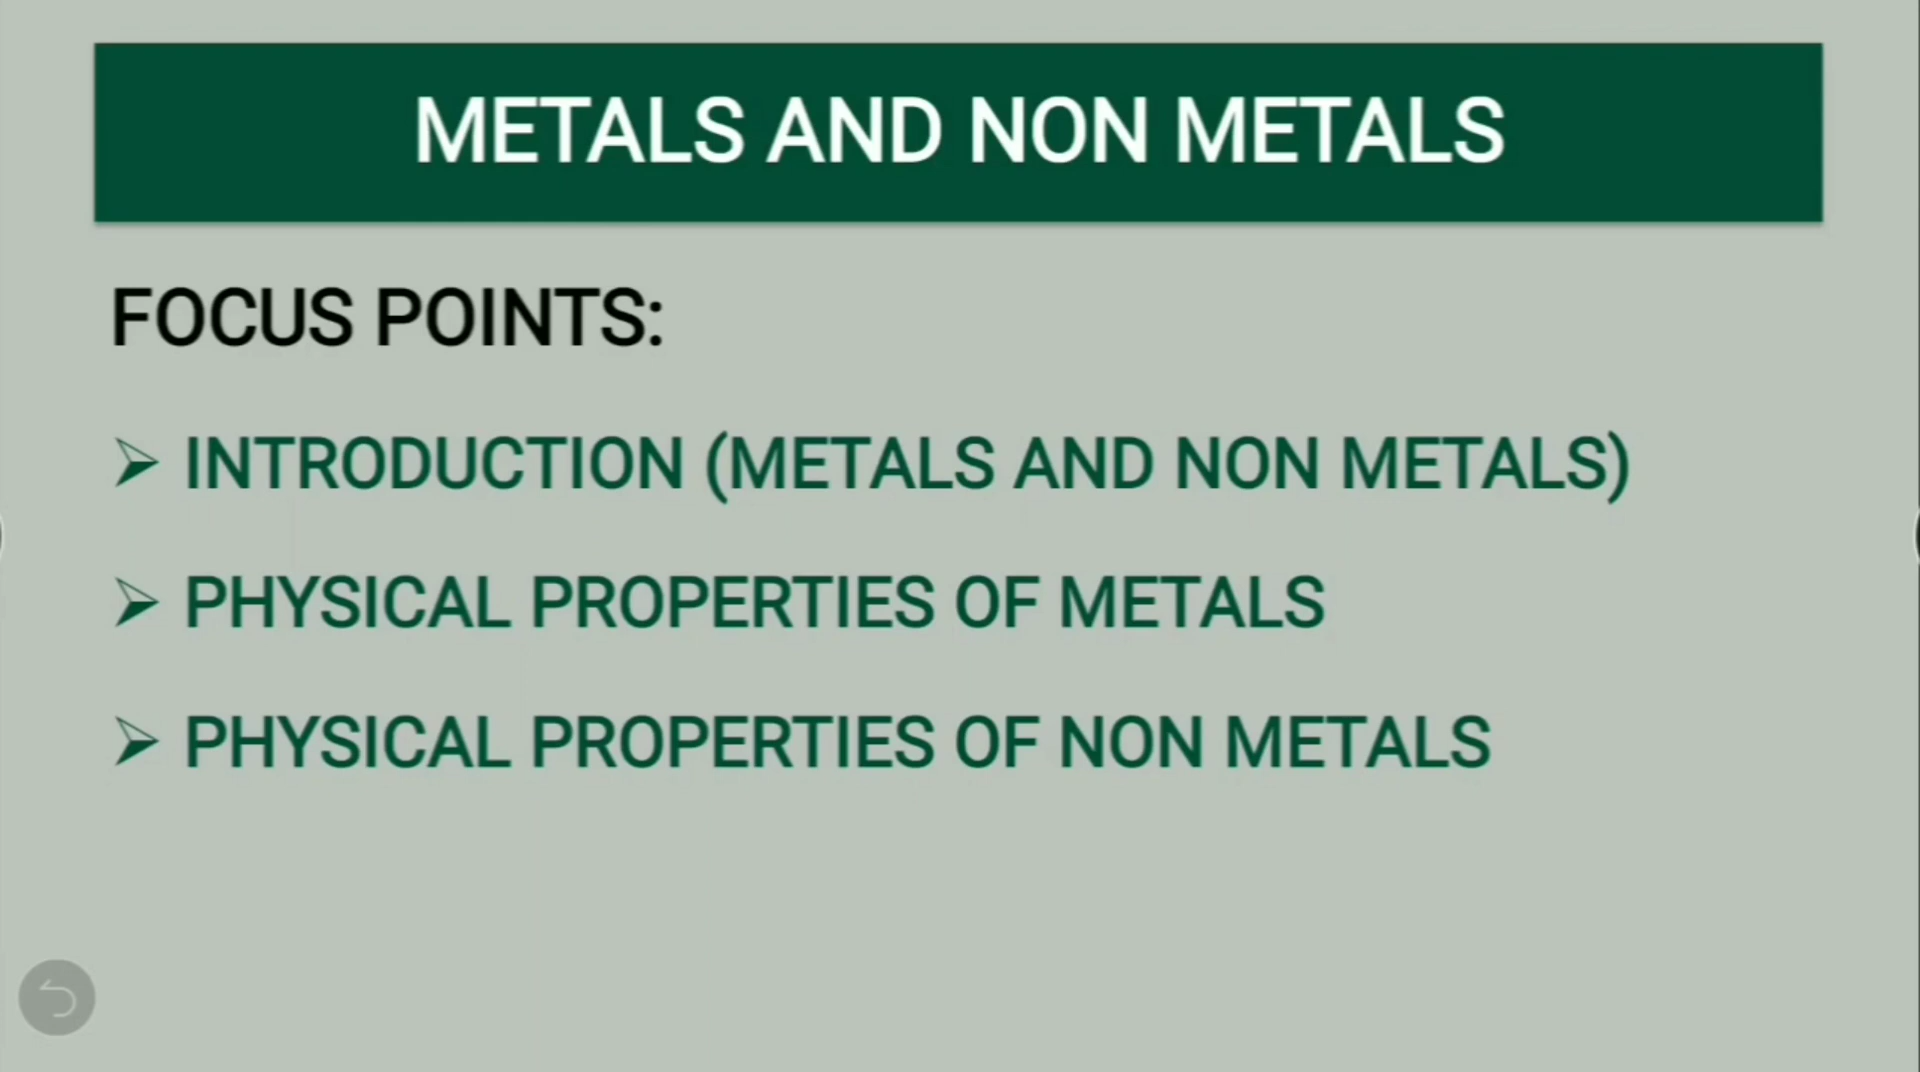 METALS AND NON METALS
FOCUS POINTS:
➢ INTRODUCTION (METALS AND NON METALS)
➢ PHYSICAL PROPERTIES OF METALS
➢ PHYSICAL PROPERTIES OF NON METALS